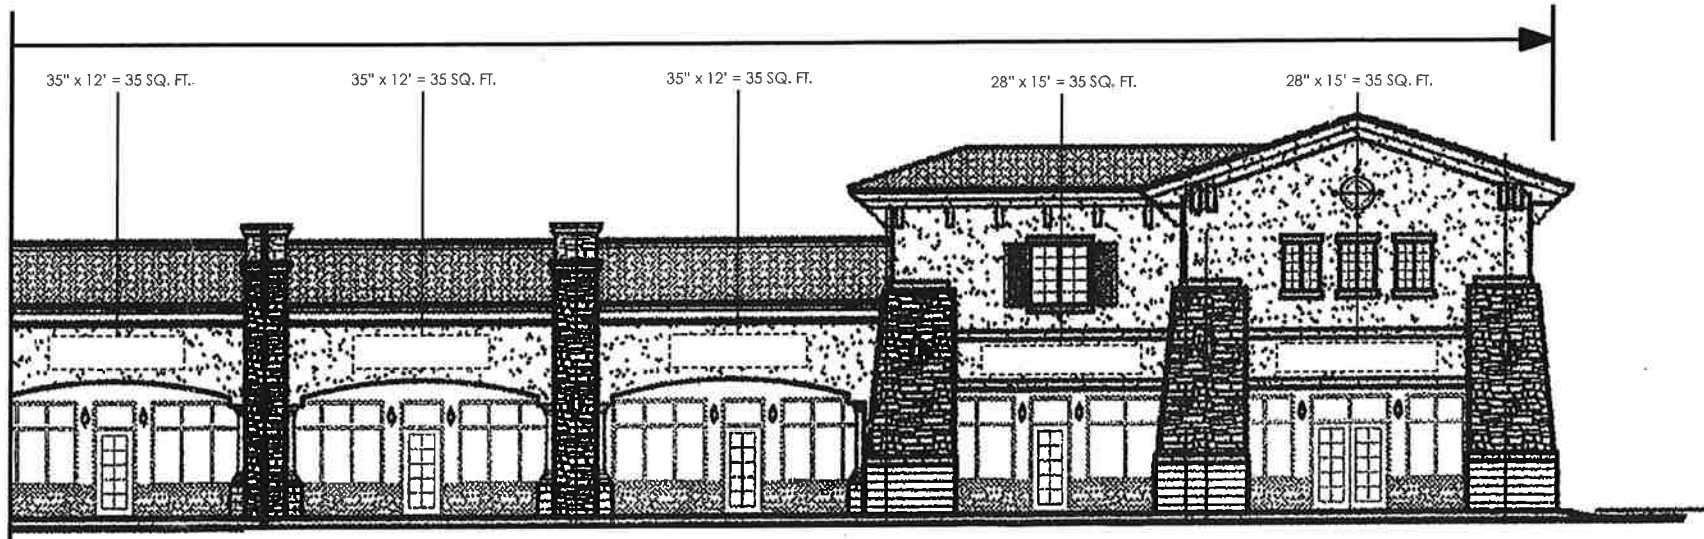 35" x 12' = 35 SQ. FT.
35" x 12' = 35 SQ. FT.
35" x 12' = 35 SQ. FT.
28" x 15' = 35 SQ. FT.
28" x 15' = 35 SQ. FT.